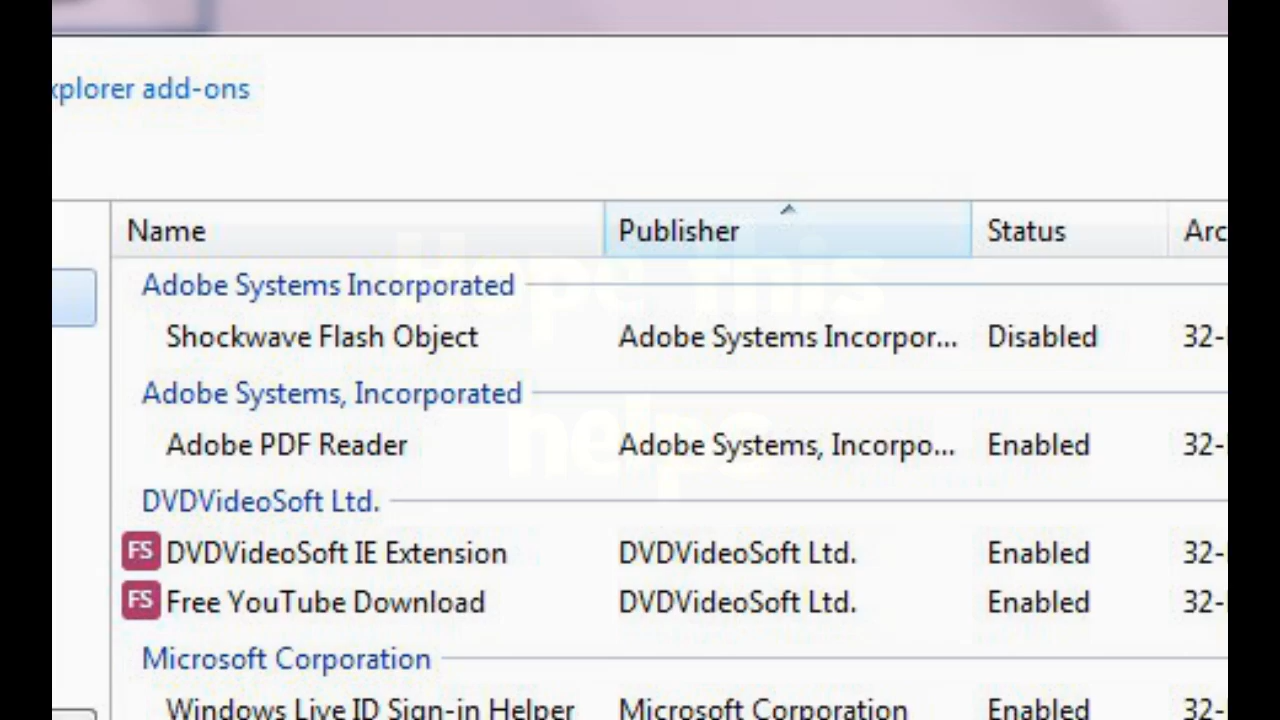 xplorer add-ons
Name Publisher Status Arc
Adobe Systems Incorporated
Shockwave Flash Object Adobe Systems Incorpor... Disabled 32-
Adobe Systems, Incorporated
Adobe PDF Reader Adobe Systems, Incorpo... Enabled 32-
DVDVideoSoft Ltd.
FS DVDVideoSoft IE Extension DVDVideoSoft Ltd. Enabled 32-
FS Free YouTube Download DVDVideoSoft Ltd. Enabled 32-
Microsoft Corporation
Windows Live ID Sign-in Helper Microsoft Corporation Enabled 32-
Hope this
helps